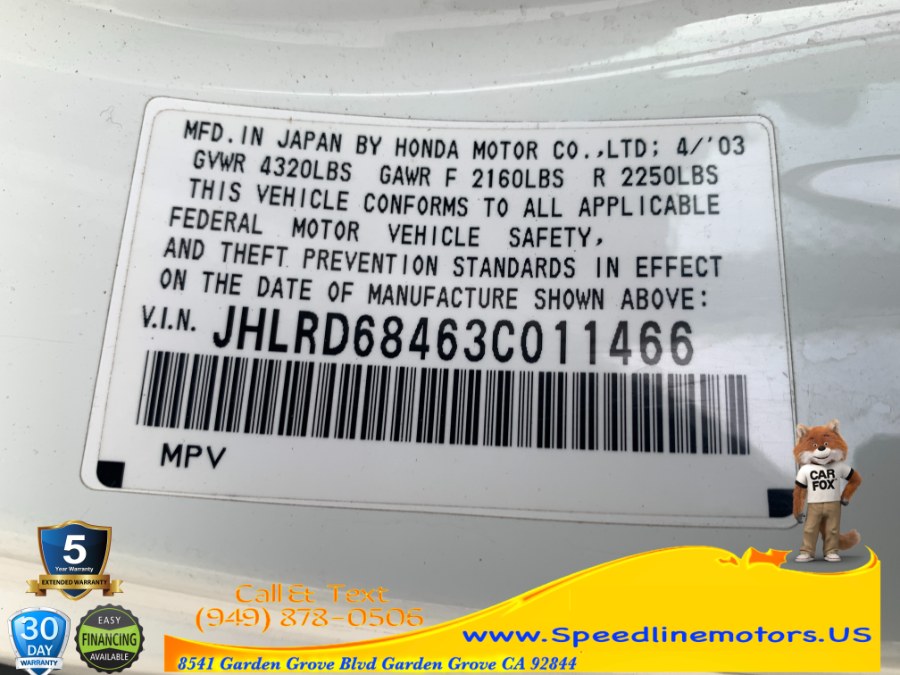 MFD. IN JAPAN BY HONDA MOTOR CO.,LTD; 4/'03
GVWR 4320LBS GAWR F 2160LBS R 2250LBS
THIS VEHICLE CONFORMS TO ALL APPLICABLE
FEDERAL MOTOR VEHICLE SAFETY,
AND THEFT PREVENTION STANDARDS IN EFFECT
ON THE DATE OF MANUFACTURE SHOWN ABOVE:
V.I.N. JHLRD68463C011466
MPV
CAR
FOX
5
Year Warranty
EXTENDED WARRANTY
30
DAY
WARRANTY
EASY
FINANCING
AVAILABLE
Call Et Text
(949) 878-0506
www.Speedlinemotors.US
8541 Garden Grove Blvd Garden Grove CA 92844